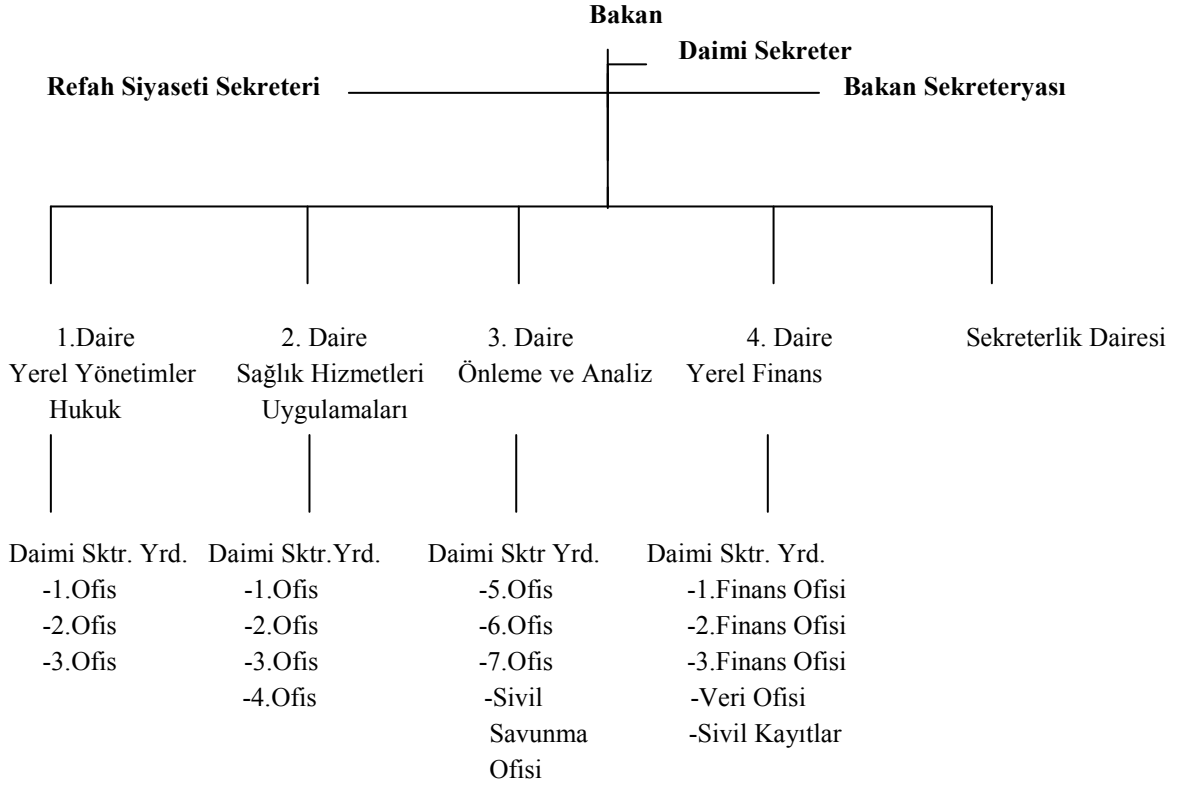 Bakan
Daimi Sekreter
Refah Siyaseti Sekreteri
Bakan Sekreteryası
1.Daire
Yerel Yönetimler
Hukuk
2. Daire
Sağlık Hizmetleri
Uygulamaları
3. Daire
Önleme ve Analiz
4. Daire
Yerel Finans
Sekreterlik Dairesi
Daimi Sktr. Yrd.
-1.Ofis
-2.Ofis
-3.Ofis
Daimi Sktr.Yrd.
-1.Ofis
-2.Ofis
-3.Ofis
-4.Ofis
Daimi Sktr Yrd.
-5.Ofis
-6.Ofis
-7.Ofis
-Sivil
Savunma
Ofisi
Daimi Sktr. Yrd.
-1.Finans Ofisi
-2.Finans Ofisi
-3.Finans Ofisi
-Veri Ofisi
-Sivil Kayıtlar